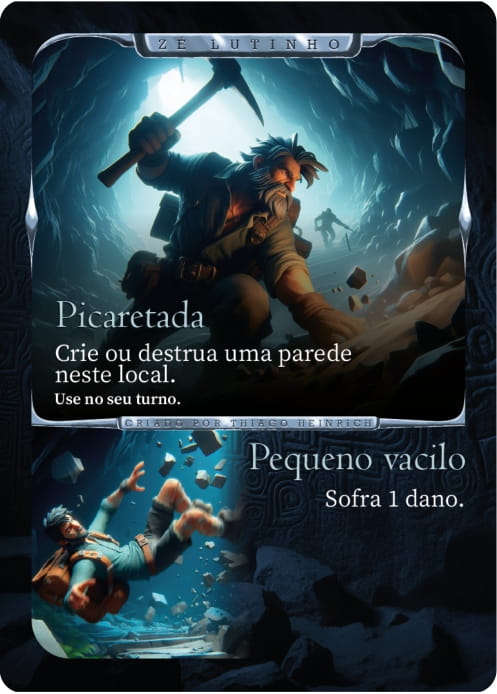 ZÉ LUTINHO
Picaretada
Crie ou destrua uma parede
neste local.
Use no seu turno.
CRIADO POR THIAGO HEINRICH
Pequeno vacilo
Sofra 1 dano.